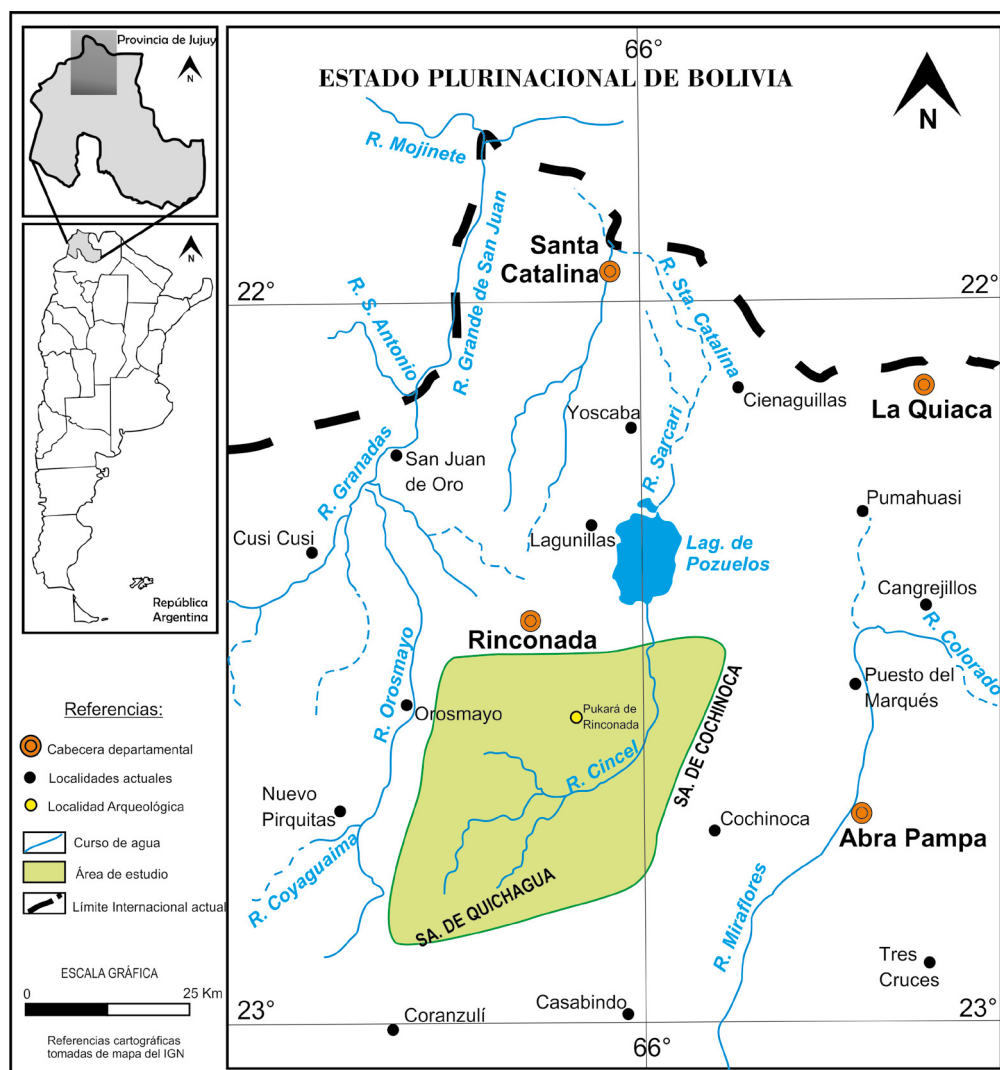 Provincia de Jujuy
N
N
República
Argentina
Referencias:
Cabecera departamental
Localidades actuales
Localidad Arqueológica
Curso de agua
Área de estudio
Límite Internacional actual
ESCALA GRÁFICA
0
25 Km
Referencias cartográficas
tomadas de mapa del IGN
66°
ESTADO PLURINACIONAL DE BOLIVIA
N
R. Mojinete
Santa
Catalina
R. Grande de San Juan
R. Sta. Catalina
22°
22°
R. S. Antonio
Cienaguillas
La Quiaca
Yoscaba
R. Sarcari
R. Granadas
San Juan
de Oro
Pumahuasi
Cusi Cusi
Lagunillas
Lag. de
Pozuelos
Cangrejillos
R. Colorado
Rinconada
R. Orosmayo
Orosmayo
Puesto del
Marqués
Pukará de
Rinconada
SA. DE COCHINOCA
R. Cincel
Nuevo
Pirquitas
Cochinoca
Abra Pampa
R. Coyaguaima
SA. DE QUICHAGUA
R. Miraflores
Tres
Cruces
23°
23°
Coranzulí
Casabindo
66°